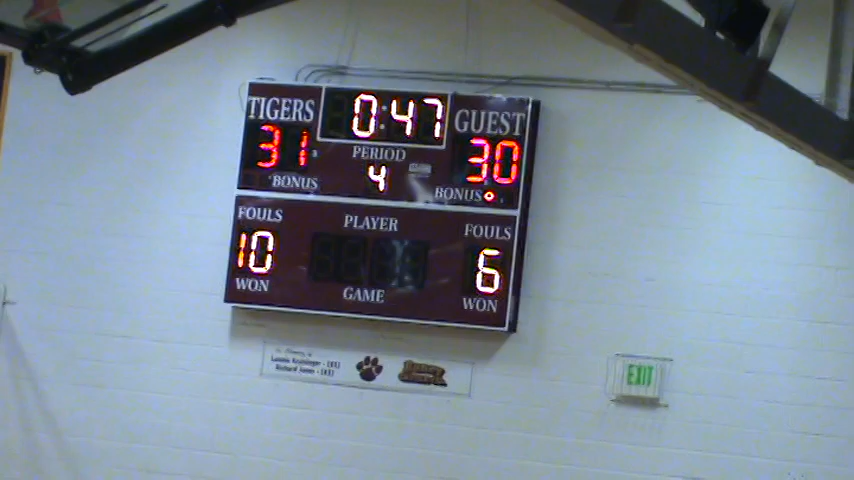 0:47
TIGERS
GUEST
31
PERIOD
30
BONUS
4
BONUS
FOULS
PLAYER
FOULS
10
6
WON
GAME
WON
EXIT